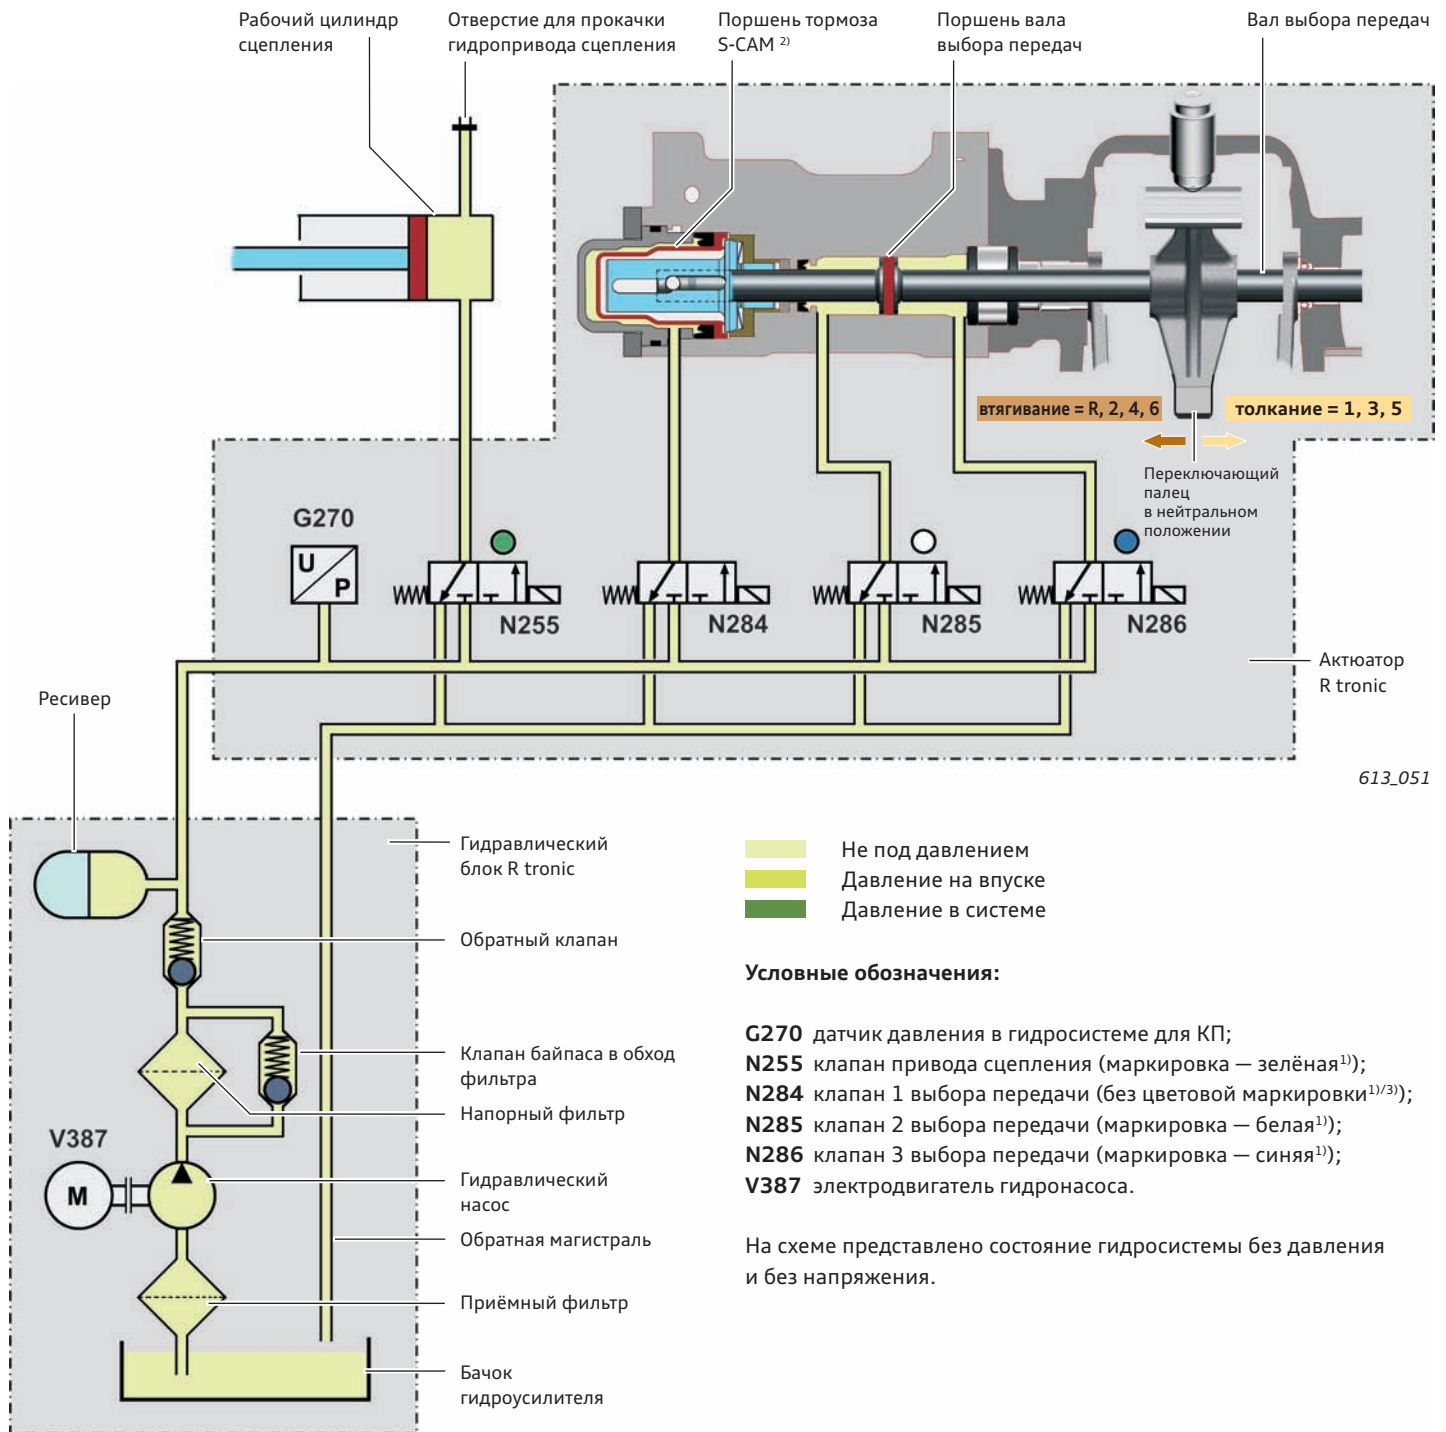 Рабочий цилиндр
сцепления
Отверстие для прокачки
гидропривода сцепления
Поршень тормоза
S-CAM 2)
Поршень вала
выбора передач
Вал выбора передач
втягивание = R, 2, 4, 6
толкание = 1, 3, 5
Переключающий
палец
в нейтральном
положении
G270
U
P
N255
N284
N285
N286
Актюатор
R tronic
Ресивер
613_051
Гидравлический
блок R tronic
Обратный клапан
Клапан байпаса в обход
фильтра
Напорный фильтр
V387
M
Гидравлический
насос
Обратная магистраль
Приёмный фильтр
Бачок
гидроусилителя
Не под давлением
Давление на впуске
Давление в системе
Условные обозначения:
G270 датчик давления в гидросистеме для КП;
N255 клапан привода сцепления (маркировка — зелёная1));
N284 клапан 1 выбора передачи (без цветовой маркировки1)/3));
N285 клапан 2 выбора передачи (маркировка — белая1));
N286 клапан 3 выбора передачи (маркировка — синяя1));
V387 электродвигатель гидронасоса.
На схеме представлено состояние гидросистемы без давления
и без напряжения.